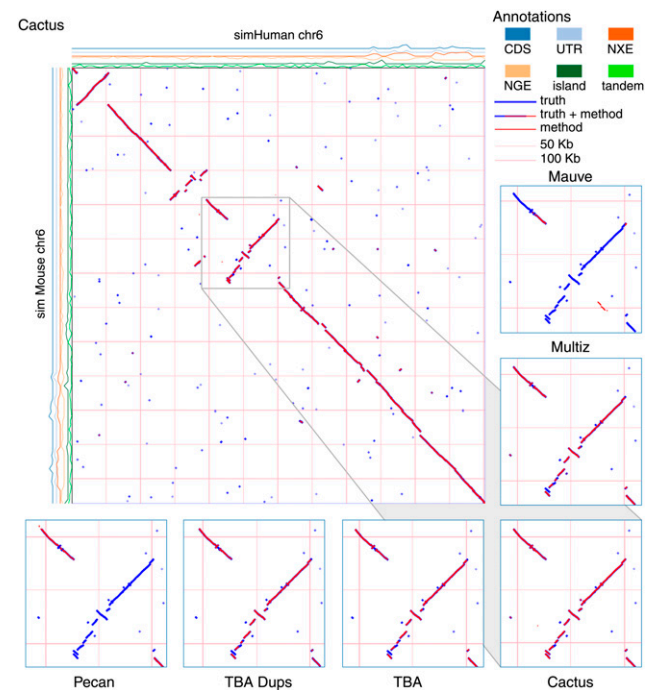 Cactus
simHuman chr6
Annotations
CDS UTR NXE
NGE island tandem
truth
truth + method
method
50 Kb
100 Kb
sim Mouse chr6
Mauve
Multiz
Pecan
TBA Dups
TBA
Cactus